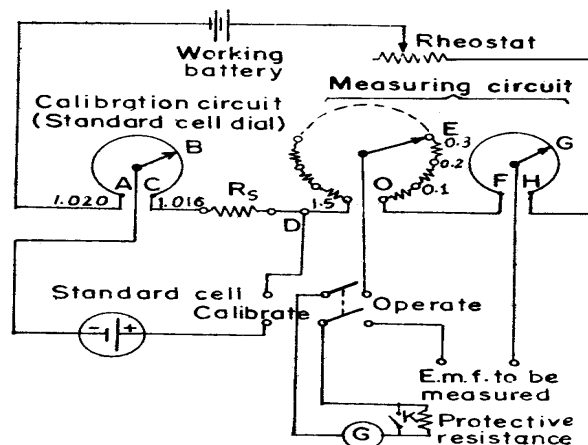 Working
battery
Rheostat
Measuring circuit
Calibration circuit
(Standard cell dial)
B
A C
1.020
1.016
Rs
D
1.5
O
E
0.3
0.2
0.1
G
F H
Standard cell
Calibrate
Operate
- +
E.m.f. to be
measured
K
Protective
resistance
G